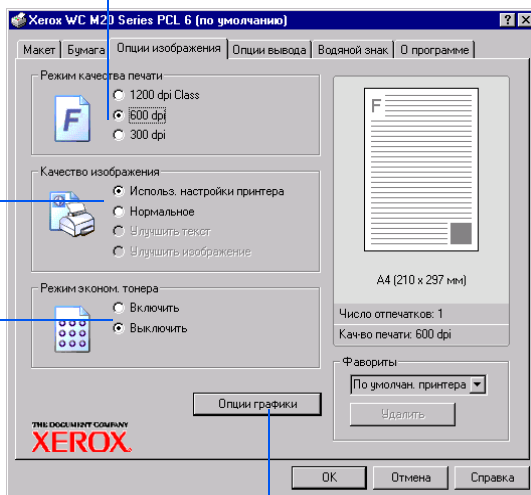 Xerox WC M20 Series PCL 6 (по умолчанию)
Макет Бумага Опции изображения Опции вывода Водяной знак О программе
Режим качества печати
1200 dpi Class
600 dpi
300 dpi
Качество изображения
Использ. настройки принтера
Нормальное
Улучшить текст
Улучшить изображение
Режим эконом. тонера
Включить
Выключить
Опции графики
THE DOCUMENT COMPANY
XEROX
F
F
A4 (210 x 297 мм)
Число отпечатков: 1
Кач-во печати: 600 dpi
Фавориты
По умолчан. принтера
Удалить
OK Отмена Справка